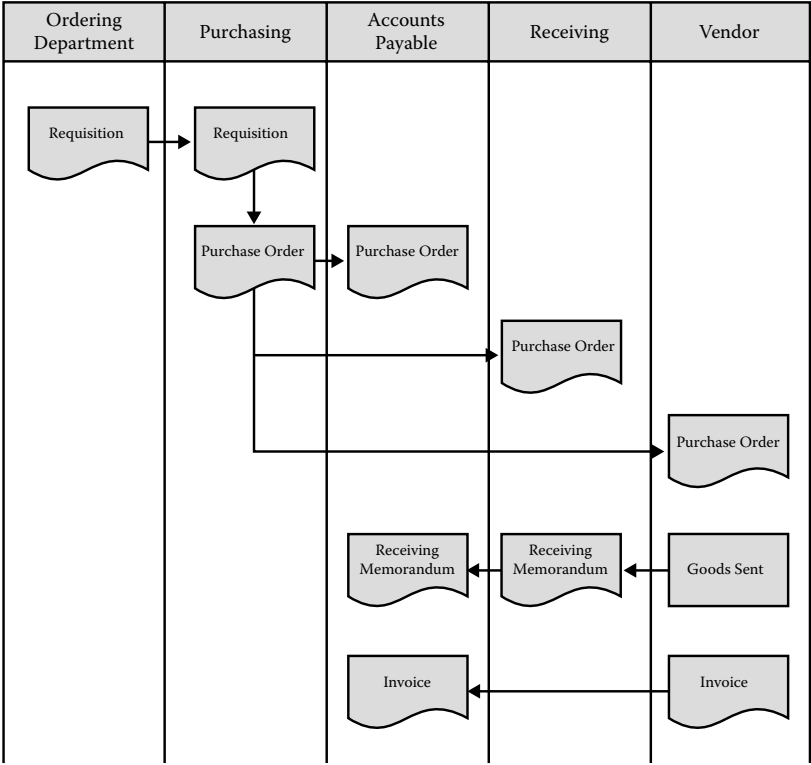 Ordering
Department
Purchasing
Accounts
Payable
Receiving
Vendor
Requisition
Requisition
Purchase Order
Purchase Order
Purchase Order
Purchase Order
Receiving
Memorandum
Receiving
Memorandum
Goods Sent
Invoice
Invoice